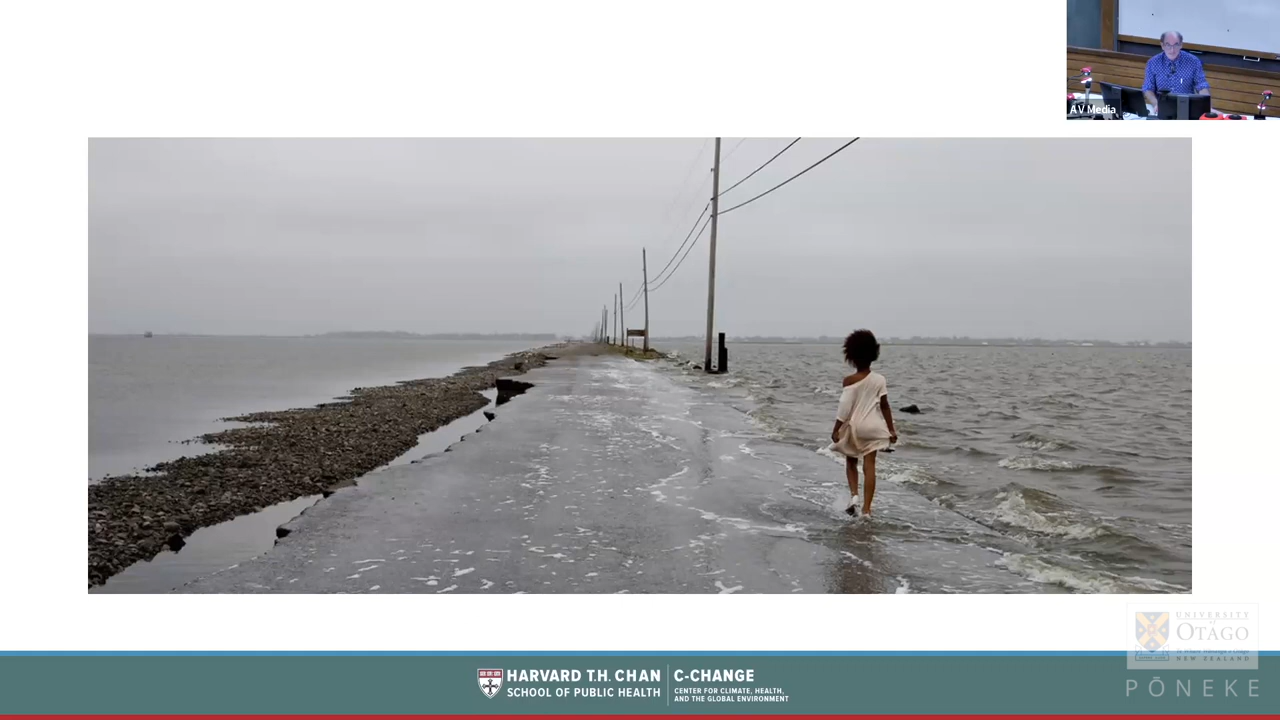 AV Media
HARVARD T.H. CHAN
SCHOOL OF PUBLIC HEALTH
C-CHANGE
CENTER FOR CLIMATE, HEALTH,
AND THE GLOBAL ENVIRONMENT
UNIVERSITY
of
OTAGO
NEW ZEALAND
PŌNEKE